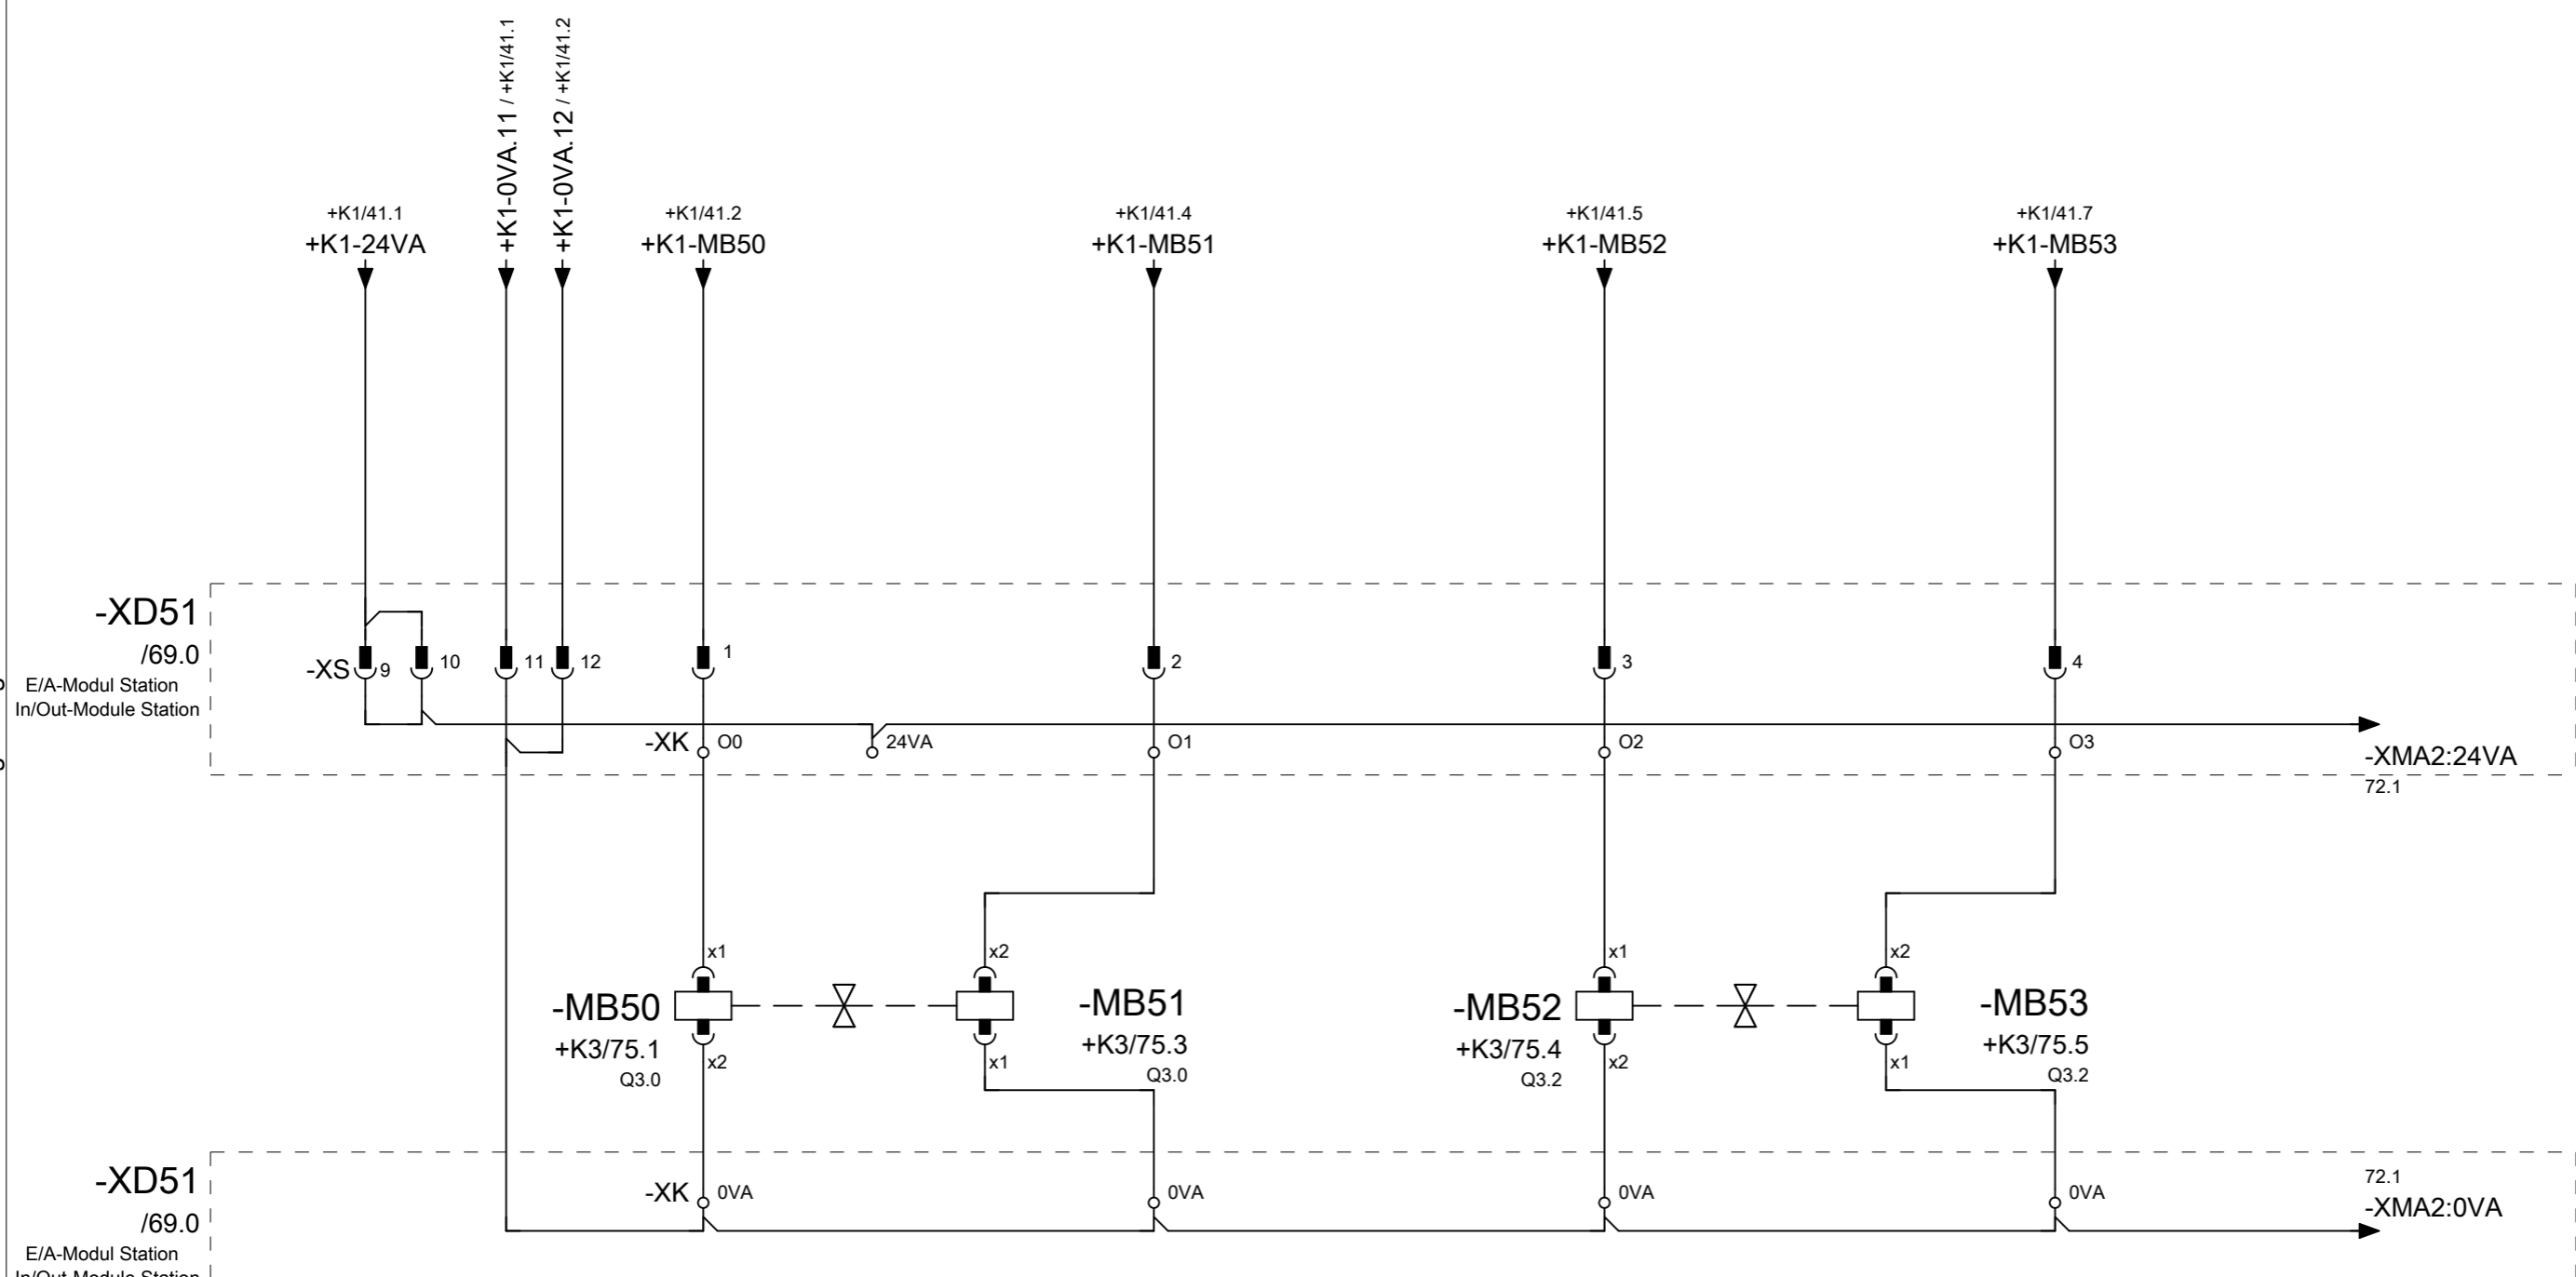 +K1-0VA.11 / +K1/41.1
+K1-0VA.12 / +K1/41.2
+K1/41.1
+K1-24VA
+K1/41.2
+K1-MB50
+K1/41.4
+K1-MB51
+K1/41.5
+K1-MB52
+K1/41.7
+K1-MB53
-XD51
/69.0
E/A-Modul Station
In/Out-Module Station
-XS
9
10
11
12
1
2
3
4
-XK
O0
24VA
O1
O2
O3
-XMA2:24VA
72.1
x1
x2
x1
x2
-MB50
+K3/75.1
Q3.0
-MB51
+K3/75.3
Q3.0
-MB52
+K3/75.4
Q3.2
-MB53
+K3/75.5
Q3.2
x2
x1
x2
x1
-XD51
/69.0
E/A-Modul Station
In/Out-Module Station
-XK
0VA
0VA
0VA
0VA
72.1
-XMA2:0VA